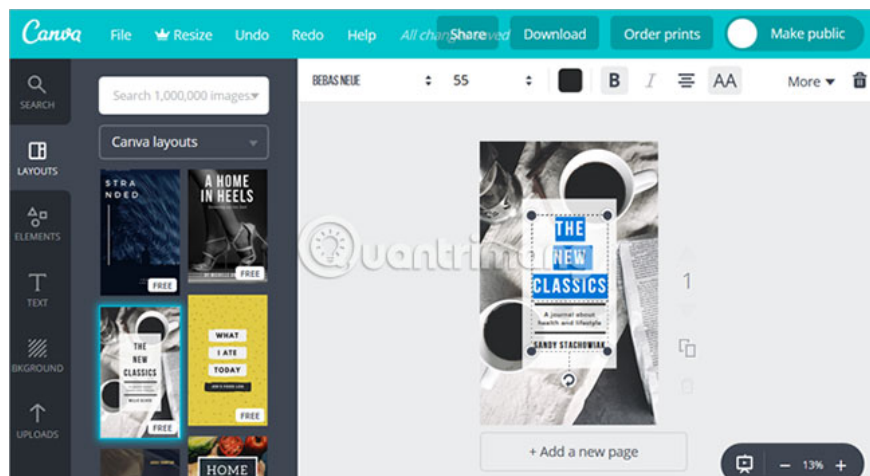 Canva
File
Resize
Undo
Redo
Help
All changes saved
Share
Download
Order prints
Make public
SEARCH
LAYOUTS
ELEMENTS
TEXT
BKGROUND
UPLOADS
Search 1,000,000 images
Canva layouts
STRA
NDED
FREE
A HOME
IN HEELS
FREE
THE
NEW
CLASSICS
FREE
WHAT
I ATE
TODAY
FREE
HOME
BEBAS NEUE
55
B
I
AA
More
THE
NEW
CLASSICS
A journal about
health and lifestyle
SANDY STACHOWIAK
1
+ Add a new page
13%
Quantrimang